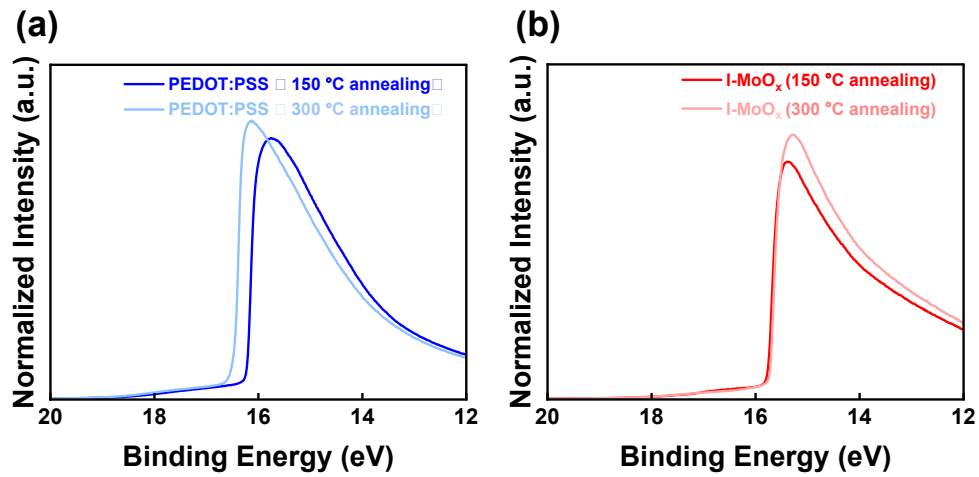 (a)
Normalized Intensity (a.u.)
PEDOT:PSS □ 150 °C annealing□
PEDOT:PSS □ 300 °C annealing□
20 18 16 14 12
Binding Energy (eV)
(b)
Normalized Intensity (a.u.)
I-MoOₓ (150 °C annealing)
I-MoOₓ (300 °C annealing)
20 18 16 14 12
Binding Energy (eV)